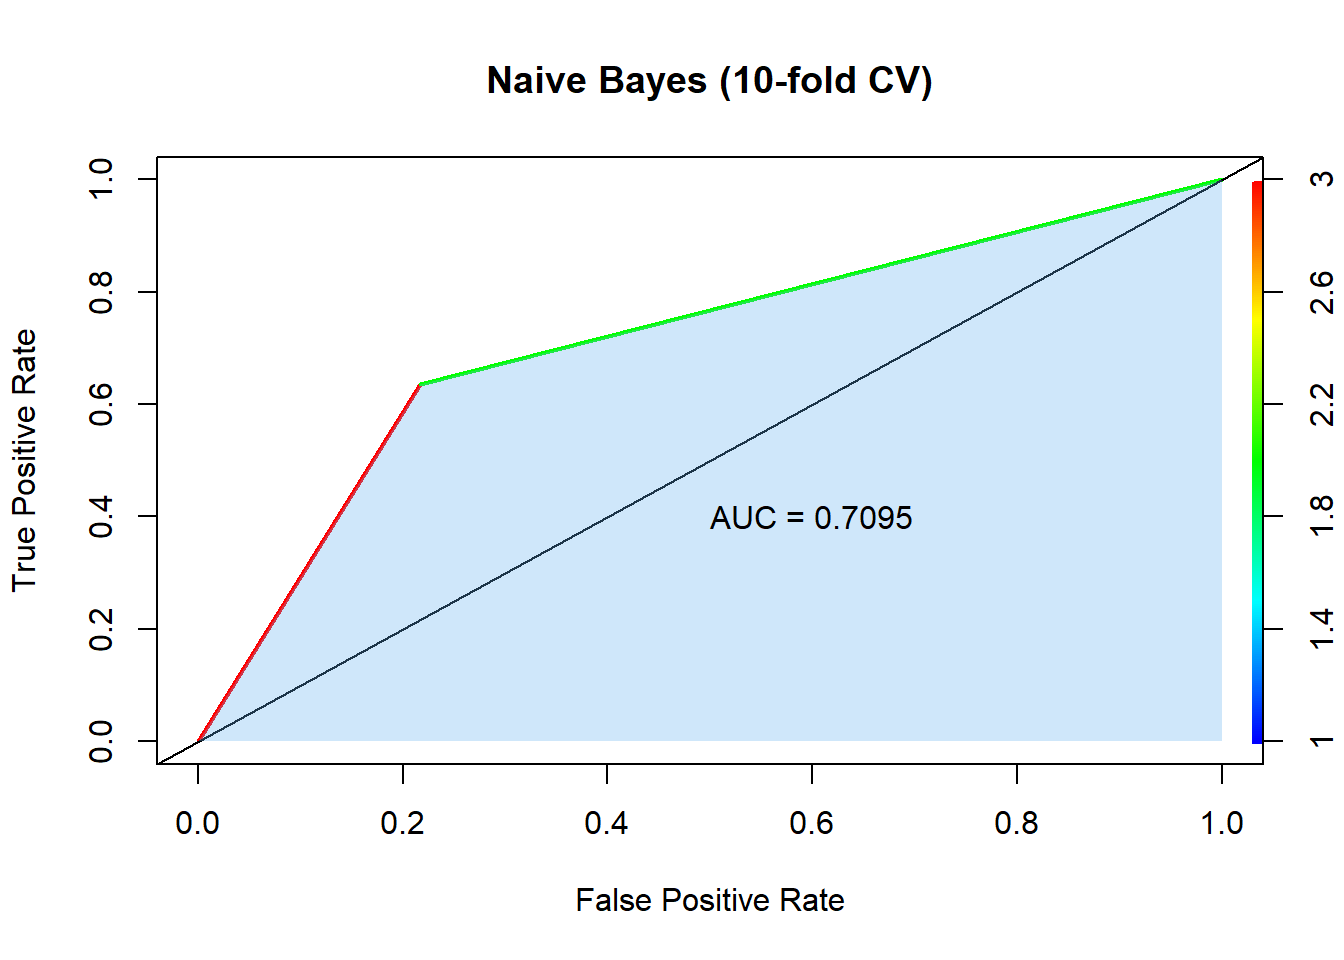 Naive Bayes (10-fold CV)
True Positive Rate
1.0
0.8
0.6
0.4
0.2
0.0
AUC = 0.7095
3
2.6
2.2
1.8
1.4
1
0.0 0.2 0.4 0.6 0.8 1.0
False Positive Rate